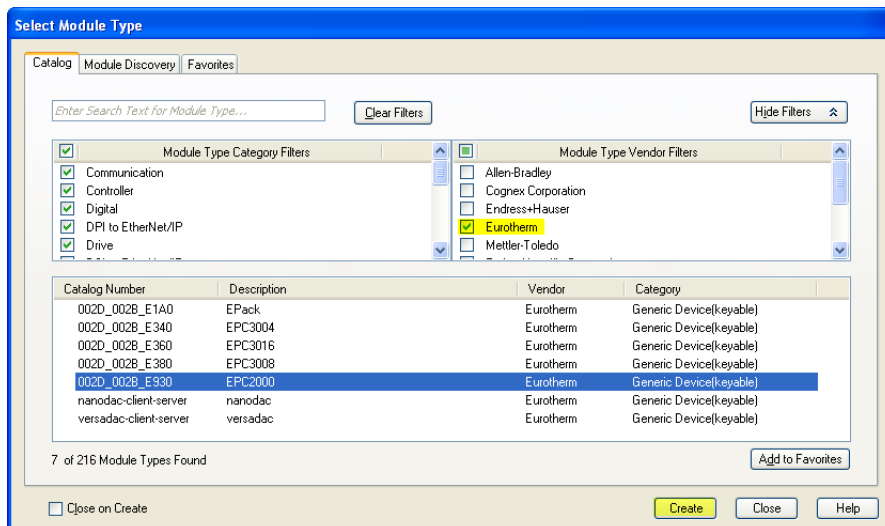 Select Module Type
Catalog Module Discovery Favorites
Enter Search Text for Module Type...
Clear Filters
Hide Filters
Module Type Category Filters
Communication
Controller
Digital
DPI to EtherNet/IP
Drive
Module Type Vendor Filters
Allen-Bradley
Cognex Corporation
Endress+Hauser
Eurotherm
Mettler-Toledo
Catalog Number Description Vendor Category
002D_002B_E1A0 EPack Eurotherm Generic Device(keyable)
002D_002B_E340 EPC3004 Eurotherm Generic Device(keyable)
002D_002B_E360 EPC3016 Eurotherm Generic Device(keyable)
002D_002B_E380 EPC3008 Eurotherm Generic Device(keyable)
002D_002B_E930 EPC2000 Eurotherm Generic Device(keyable)
nanodac-client-server nanodac Eurotherm Generic Device(keyable)
versadac-client-server versadac Eurotherm Generic Device(keyable)
7 of 216 Module Types Found
Add to Favorites
Close on Create
Create Close Help